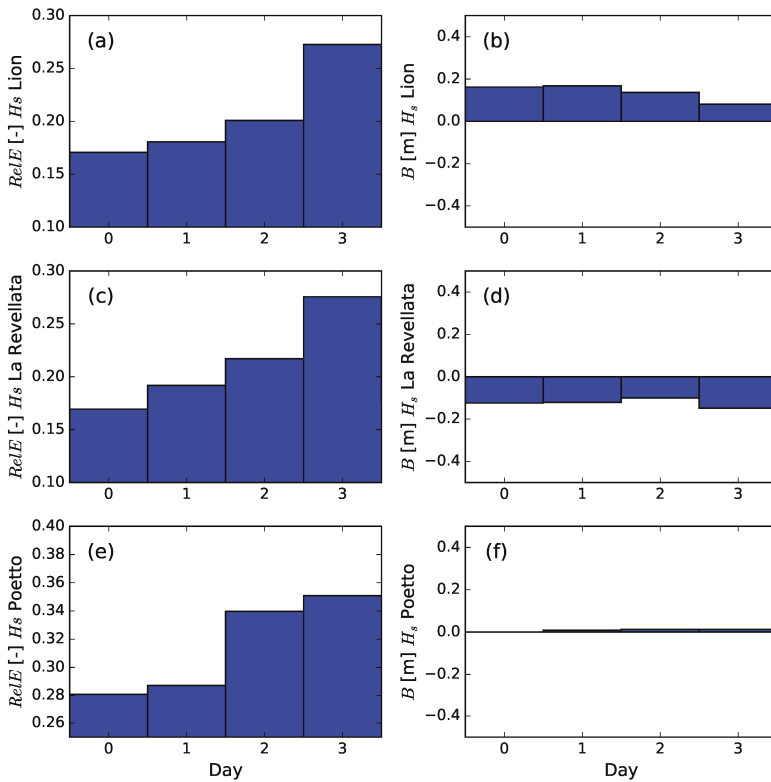 (a)
RelE [-] Hs Lion
0.30
0.25
0.20
0.15
0.10
0 1 2 3
(b)
B [m] H_s Lion
0.4
0.2
0.0
−0.2
−0.4
0 1 2 3
(c)
RelE [-] Hs La Revellata
0.30
0.25
0.20
0.15
0.10
0 1 2 3
(d)
B [m] H_s La Revellata
0.4
0.2
0.0
−0.2
−0.4
0 1 2 3
(e)
RelE [-] Hs Poetto
0.40
0.38
0.36
0.34
0.32
0.30
0.28
0.26
0 1 2 3
Day
(f)
B [m] H_s Poetto
0.4
0.2
0.0
−0.2
−0.4
0 1 2 3
Day